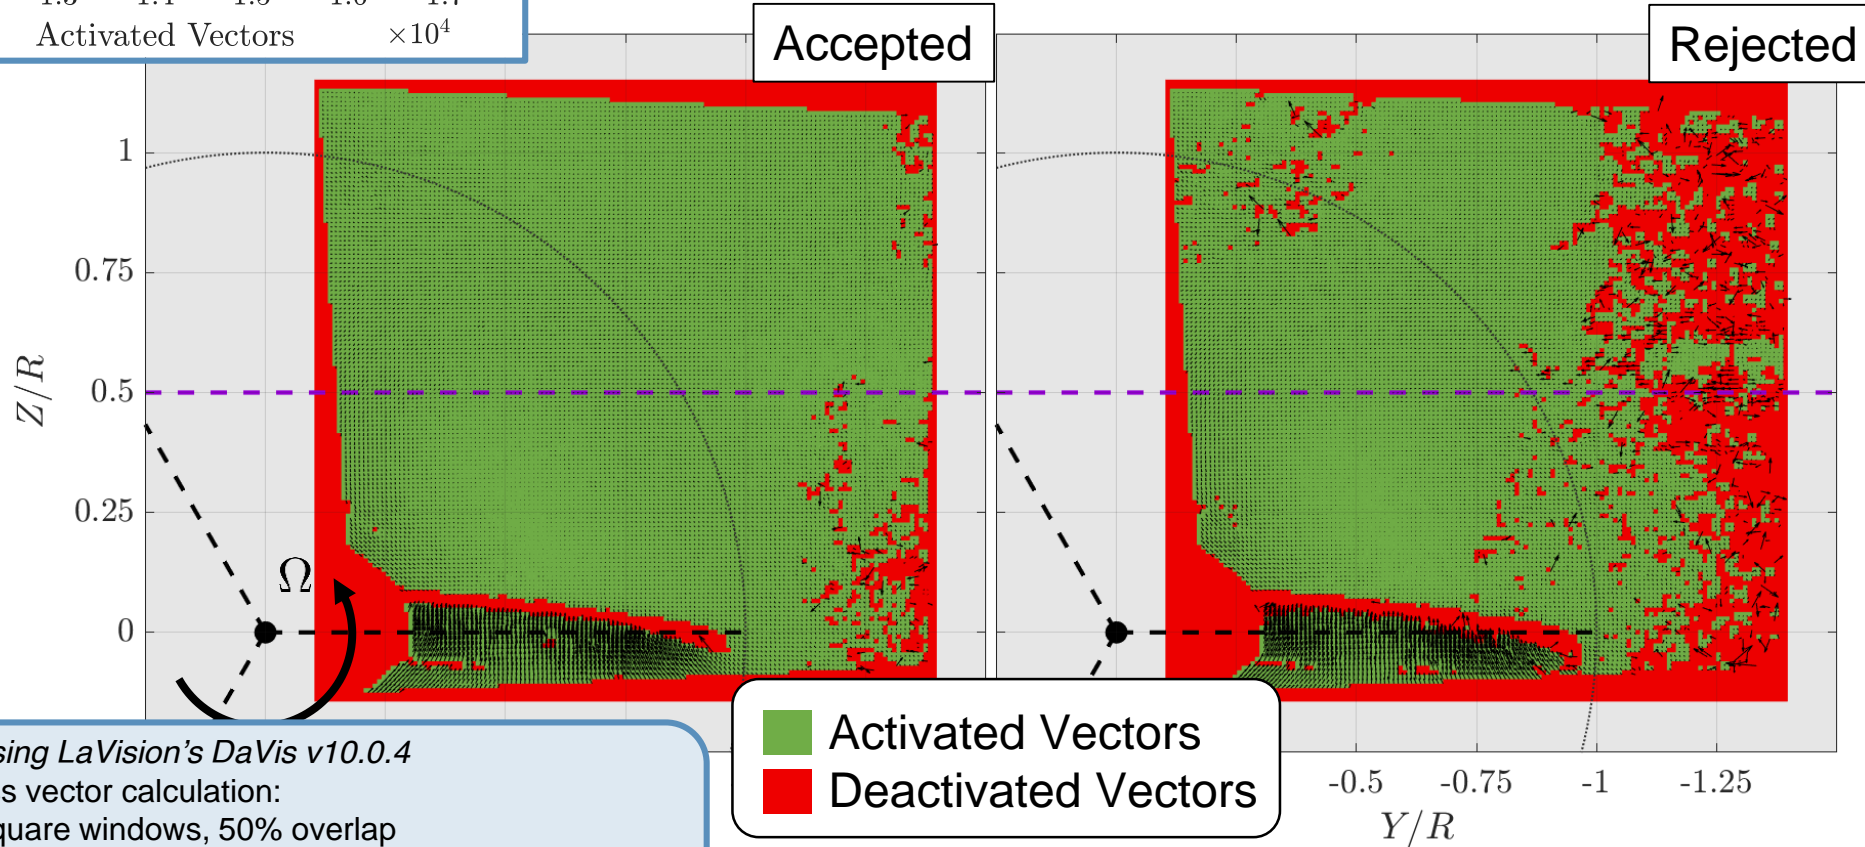 Activated Vectors
×10⁴
Accepted
Rejected
1
0.75
0.5
0.25
0
Z/R
Ω
Activated Vectors
Deactivated Vectors
-0.5 -0.75 -1 -1.25
Y/R
sing LaVision's DaVis v10.0.4
s vector calculation:
quare windows, 50% overlap